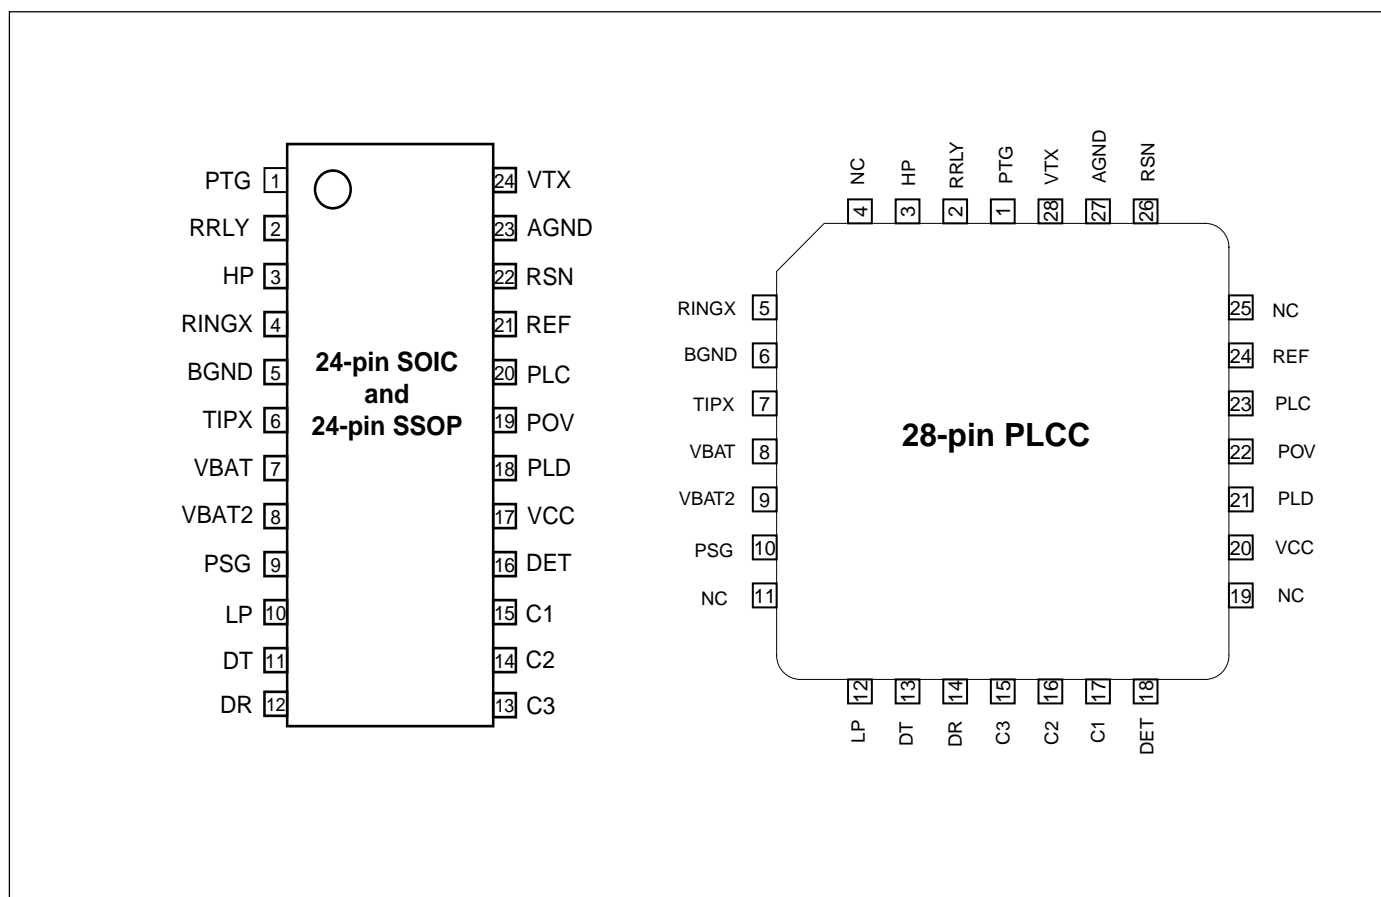 PTG 1
RRLY 2
HP 3
RINGX 4
BGND 5
TIPX 6
VBAT 7
VBAT2 8
PSG 9
LP 10
DT 11
DR 12
24-pin SOIC
and
24-pin SSOP
24 VTX
23 AGND
22 RSN
21 REF
20 PLC
19 POV
18 PLD
17 VCC
16 DET
15 C1
14 C2
13 C3
NC HP RRLY PTG VTX AGND RSN
4 3 2 1 28 27 26
RINGX 5
BGND 6
TIPX 7
VBAT 8
VBAT2 9
PSG 10
NC 11
28-pin PLCC
25 NC
24 REF
23 PLC
22 POV
21 PLD
20 VCC
19 NC
12 13 14 15 16 17 18
LP DT DR C3 C2 C1 DET